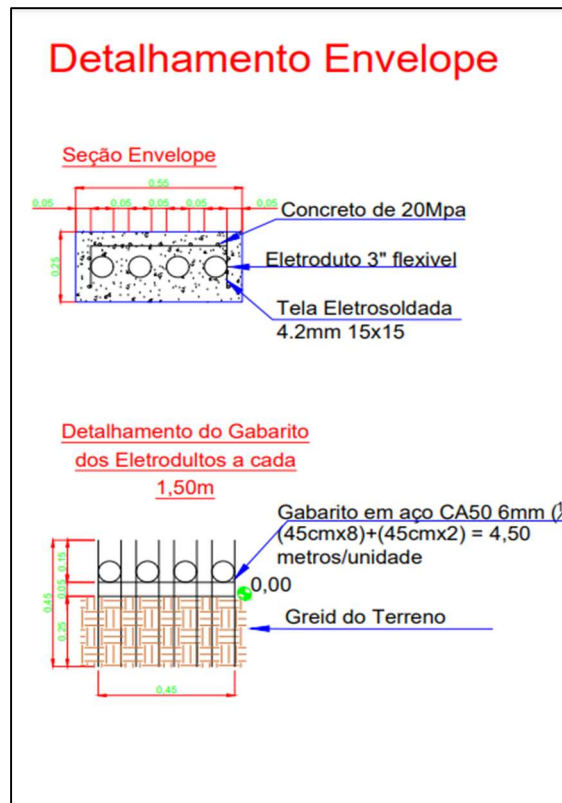 Detalhamento Envelope
Seção Envelope
0.55
0.05 0.05 0.05 0.05 0.05
Concreto de 20Mpa
0.25
Eletroduto 3" flexivel
Tela Eletrosoldada
4.2mm 15x15
Detalhamento do Gabarito
dos Eletrodultos a cada
1,50m
Gabarito em aço CA50 6mm (
(45cmx8)+(45cmx2) = 4,50
metros/unidade
0.15
0.05
0.45
0.25
0,00
Greid do Terreno
0.45